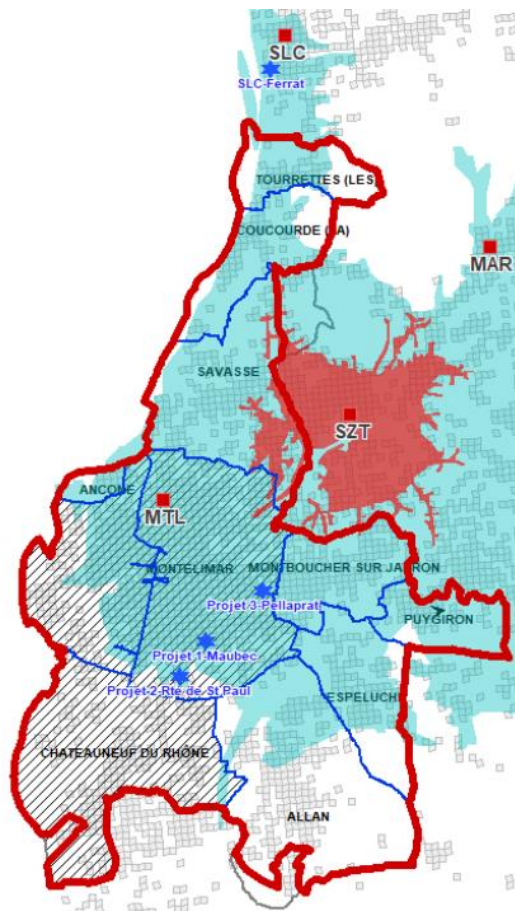 SLC
SLC-Ferrat
TOURRETTES (LES)
COUCOURDE (LA)
MAR
SAVASSE
SZT
ANCONE
MTL
MONTELIMAR
MONTBOUCHER SUR JABRON
Projet 3-Pellaprat
PUYGIRON
Projet 1-Maubec
Projet 2-Rte de St Paul
ESPELUCHE
CHATEAUNEUF DU RHÔNE
ALLAN